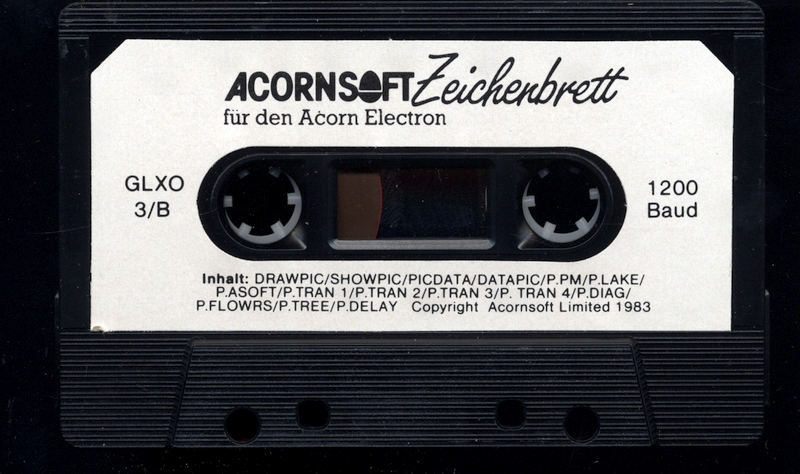 ACORNSOFT Zeichenbrett
für den Acorn Electron
GLXO
3/B
1200
Baud
Inhalt: DRAWPIC/SHOWPIC/PICDATA/DATAPIC/P.PM/P.LAKE/
P.ASOFT/P.TRAN 1/P.TRAN 2/P.TRAN 3/P. TRAN 4/P.DIAG/
P.FLOWRS/P.TREE/P.DELAY Copyright Acornsoft Limited 1983